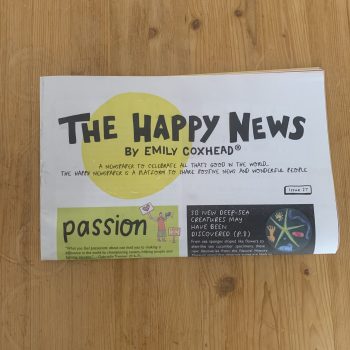 THE HAPPY NEWS
BY EMILY COXHEAD®
A NEWSPAPER TO CELEBRATE ALL THAT'S GOOD IN THE WORLD.
THE HAPPY NEWSPAPER IS A PLATFORM TO SHARE POSITIVE NEWS AND WONDERFUL PEOPLE
Issue 27
passion
30 NEW DEEP-SEA
CREATURES MAY
HAVE BEEN
DISCOVERED (P.8)